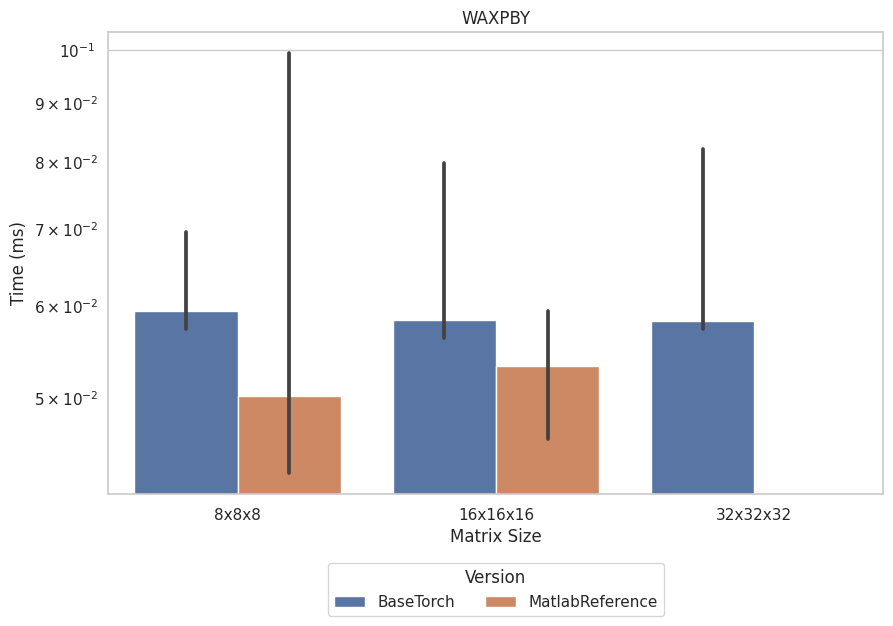 WAXPBY
10⁻¹
9 × 10⁻²
8 × 10⁻²
7 × 10⁻²
6 × 10⁻²
5 × 10⁻²
Time (ms)
8x8x8 16x16x16 32x32x32
Matrix Size
Version
BaseTorch MatlabReference